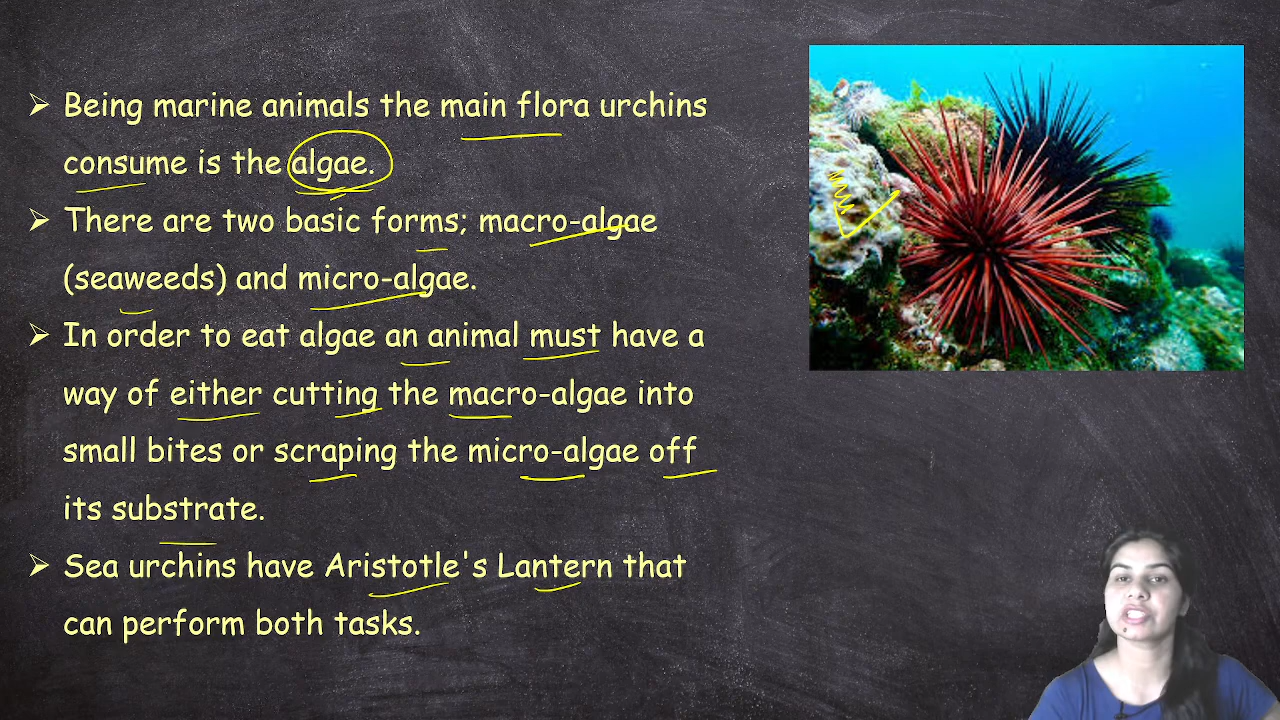 ➢ Being marine animals the main flora urchins
consume is the algae.
➢ There are two basic forms; macro-algae
(seaweeds) and micro-algae.
➢ In order to eat algae an animal must have a
way of either cutting the macro-algae into
small bites or scraping the micro-algae off
its substrate.
➢ Sea urchins have Aristotle's Lantern that
can perform both tasks.